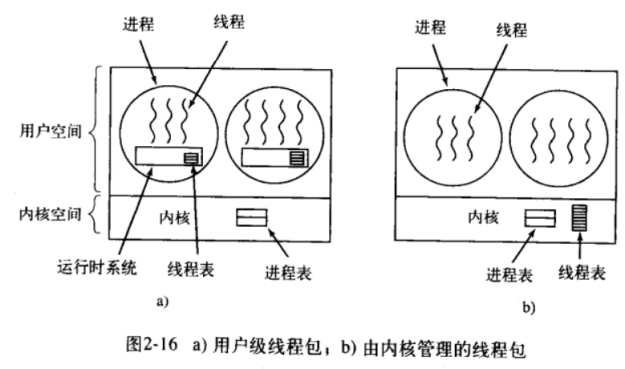 进程
线程
进程
线程
用户空间
内核空间
内核
内核
运行时系统
线程表
进程表
进程表
线程表
a)
b)
图2-16 a) 用户级线程包；b) 由内核管理的线程包